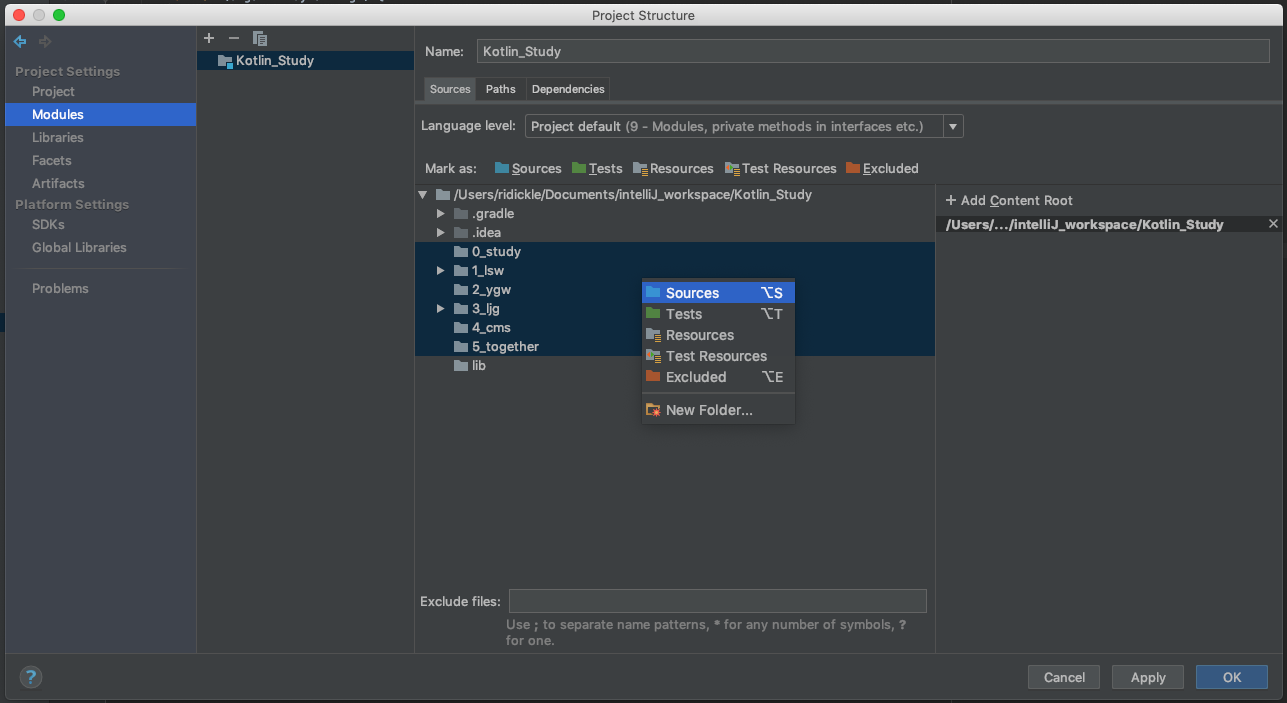 Project Structure
Project Settings
Project
Modules
Libraries
Facets
Artifacts
Platform Settings
SDKs
Global Libraries
Problems
Kotlin_Study
Name: Kotlin_Study
Sources Paths Dependencies
Language level: Project default (9 - Modules, private methods in interfaces etc.)
Mark as: Sources Tests Resources Test Resources Excluded
/Users/ridickle/Documents/intelliJ_workspace/Kotlin_Study
.gradle
.idea
0_study
1_lsw
2_ygw
3_ljg
4_cms
5_together
lib
Sources ⌥S
Tests ⌥T
Resources
Test Resources
Excluded ⌥E
New Folder...
+ Add Content Root
/Users/.../intelliJ_workspace/Kotlin_Study
Exclude files:
Use ; to separate name patterns, * for any number of symbols, ?
for one.
?
Cancel Apply OK